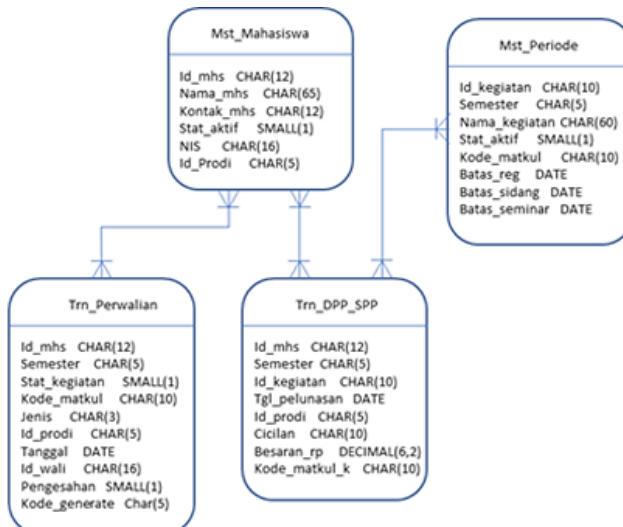 Mst_Mahasiswa
Id_mhs CHAR(12)
Nama_mhs CHAR(65)
Kontak_mhs CHAR(12)
Stat_aktif SMALL(1)
NIS CHAR(16)
Id_Prodi CHAR(5)
Mst_Periode
Id_kegiatan CHAR(10)
Semester CHAR(5)
Nama_kegiatan CHAR(60)
Stat_aktif SMALL(1)
Kode_matkul CHAR(10)
Batas_reg DATE
Batas_sidang DATE
Batas_seminar DATE
Trn_Perwalian
Id_mhs CHAR(12)
Semester CHAR(5)
Stat_kegiatan SMALL(1)
Kode_matkul CHAR(10)
Jenis CHAR(3)
Id_prodi CHAR(5)
Tanggal DATE
Id_wali CHAR(16)
Pengesahan SMALL(1)
Kode_generate Char(5)
Trn_DPP_SPP
Id_mhs CHAR(12)
Semester CHAR(5)
Id_kegiatan CHAR(10)
Tgl_pelunasan DATE
Id_prodi CHAR(5)
Cicilan CHAR(10)
Besaran_rp DECIMAL(6,2)
Kode_matkul_k CHAR(10)